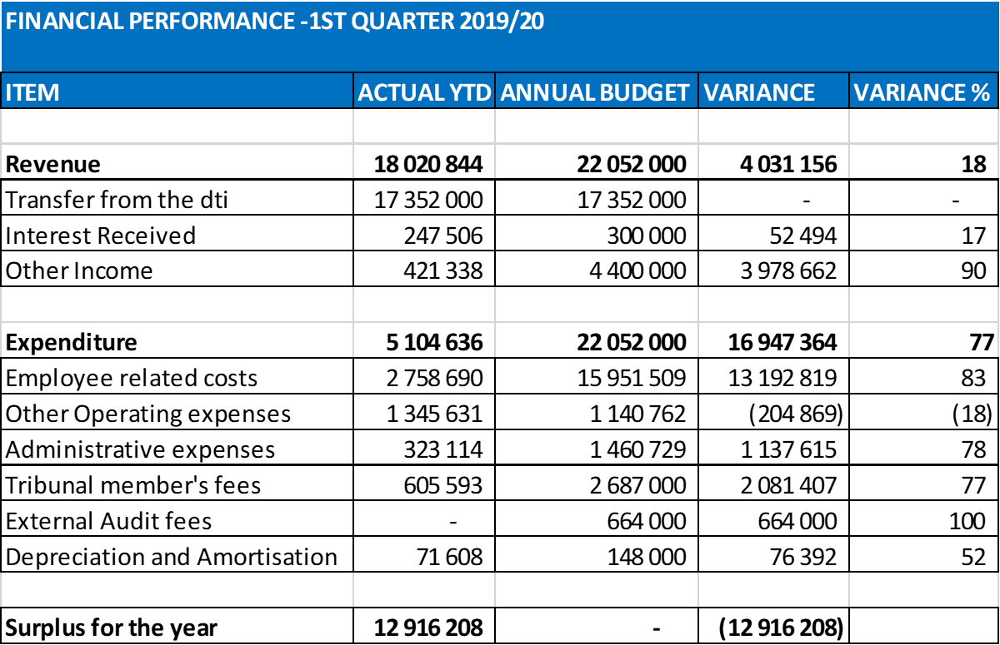 FINANCIAL PERFORMANCE -1ST QUARTER 2019/20
ITEM ACTUAL YTD ANNUAL BUDGET VARIANCE VARIANCE %
Revenue 18 020 844 22 052 000 4 031 156 18
Transfer from the dti 17 352 000 17 352 000 - -
Interest Received 247 506 300 000 52 494 17
Other Income 421 338 4 400 000 3 978 662 90
Expenditure 5 104 636 22 052 000 16 947 364 77
Employee related costs 2 758 690 15 951 509 13 192 819 83
Other Operating expenses 1 345 631 1 140 762 (204 869) (18)
Administrative expenses 323 114 1 460 729 1 137 615 78
Tribunal member's fees 605 593 2 687 000 2 081 407 77
External Audit fees - 664 000 664 000 100
Depreciation and Amortisation 71 608 148 000 76 392 52
Surplus for the year 12 916 208 - (12 916 208)